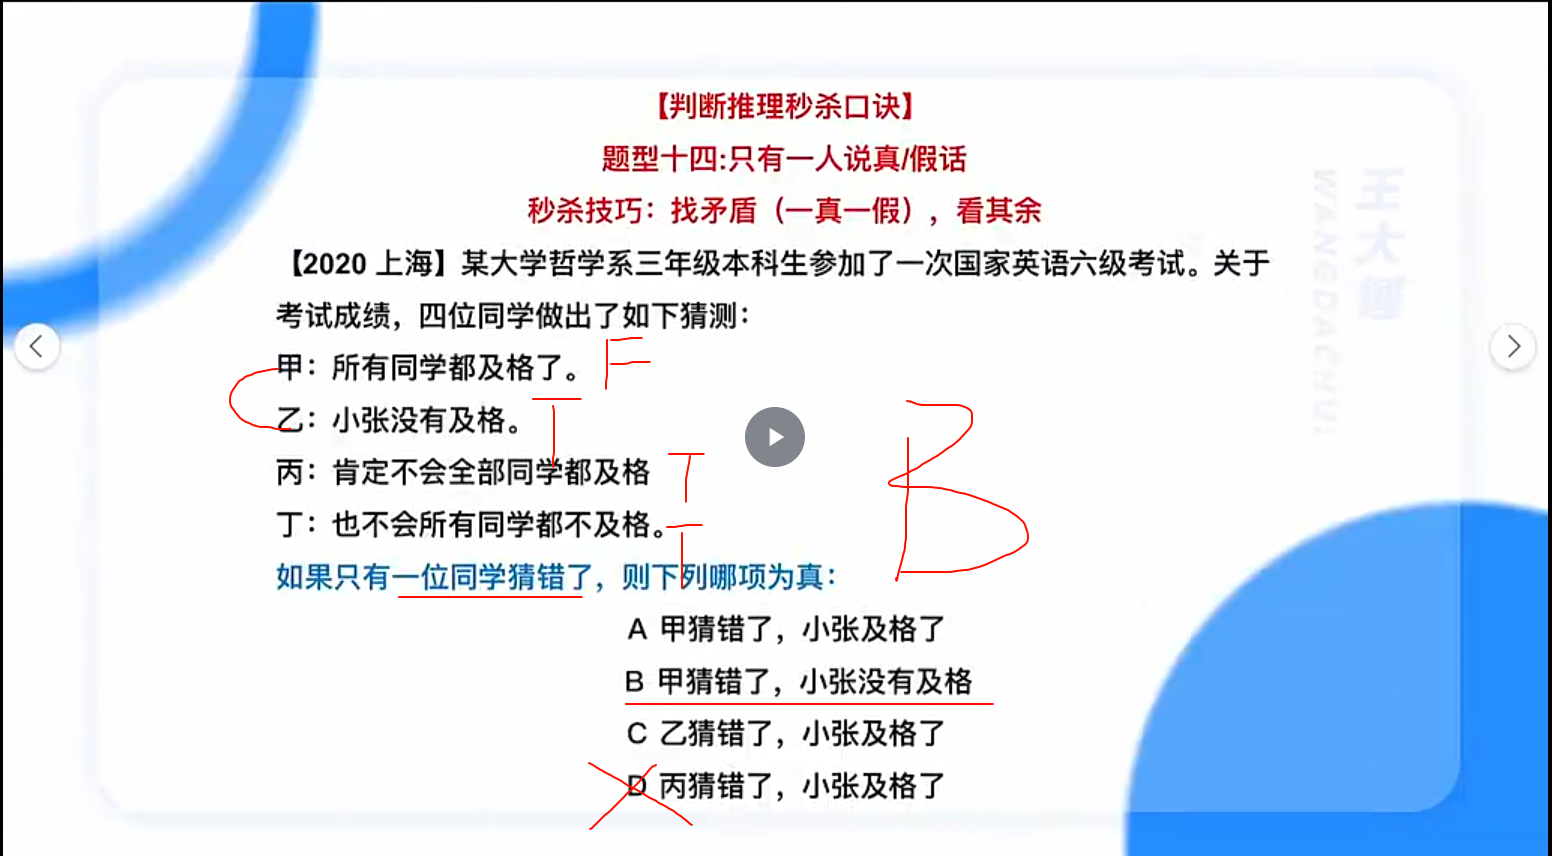 【判断推理秒杀口诀】
题型十四:只有一人说真/假话
秒杀技巧：找矛盾（一真一假），看其余
【2020 上海】某大学哲学系三年级本科生参加了一次国家英语六级考试。关于
考试成绩，四位同学做出了如下猜测：
甲：所有同学都及格了。 F
乙：小张没有及格。 T
丙：肯定不会全部同学都及格 T
丁：也不会所有同学都不及格。 T
B
如果只有一位同学猜错了，则下列哪项为真：
A 甲猜错了，小张及格了
B 甲猜错了，小张没有及格
C 乙猜错了，小张及格了
D 丙猜错了，小张及格了
王大
WANGDACHUI